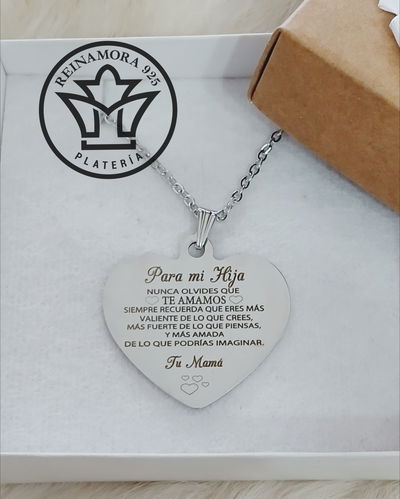 REINAMORA 925
PLATERÍA
Para mi Hija
NUNCA OLVIDES QUE
TE AMAMOS
SIEMPRE RECUERDA QUE ERES MÁS
VALIENTE DE LO QUE CREES,
MÁS FUERTE DE LO QUE PIENSAS,
Y MÁS AMADA
DE LO QUE PODRÍAS IMAGINAR.
Tu Mamá